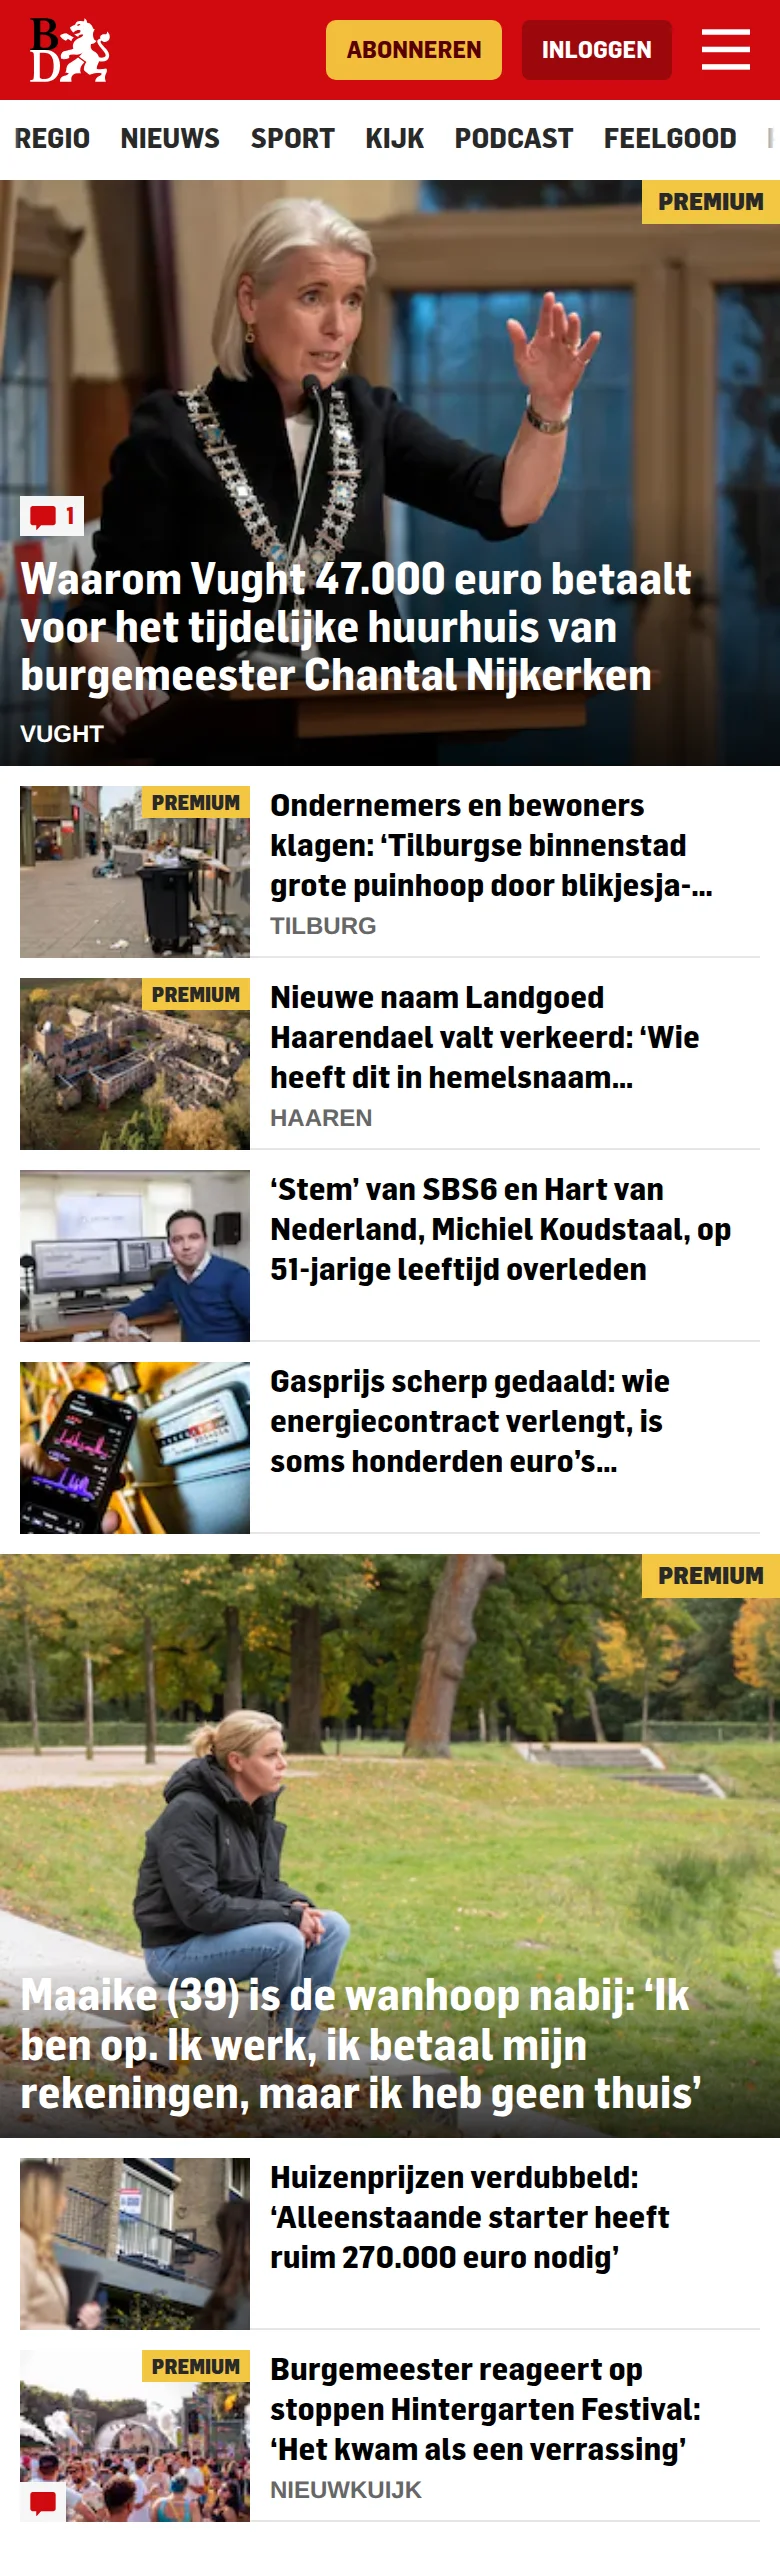 BD
ABONNEREN
INLOGGEN
REGIO NIEUWS SPORT KIJK PODCAST FEELGOOD
PREMIUM
1
Waarom Vught 47.000 euro betaalt
voor het tijdelijke huurhuis van
burgemeester Chantal Nijkerken
VUGHT
PREMIUM
Ondernemers en bewoners
klagen: ‘Tilburgse binnenstad
grote puinhoop door blikjesja-...
TILBURG
PREMIUM
Nieuwe naam Landgoed
Haarendael valt verkeerd: ‘Wie
heeft dit in hemelsnaam...
HAAREN
‘Stem’ van SBS6 en Hart van
Nederland, Michiel Koudstaal, op
51-jarige leeftijd overleden
Gasprijs scherp gedaald: wie
energiecontract verlengt, is
soms honderden euro’s...
PREMIUM
Maaike (39) is de wanhoop nabij: ‘Ik
ben op. Ik werk, ik betaal mijn
rekeningen, maar ik heb geen thuis’
Huizenprijzen verdubbeld:
‘Alleenstaande starter heeft
ruim 270.000 euro nodig’
PREMIUM
Burgemeester reageert op
stoppen Hintergarten Festival:
‘Het kwam als een verrassing’
NIEUWKUIJK